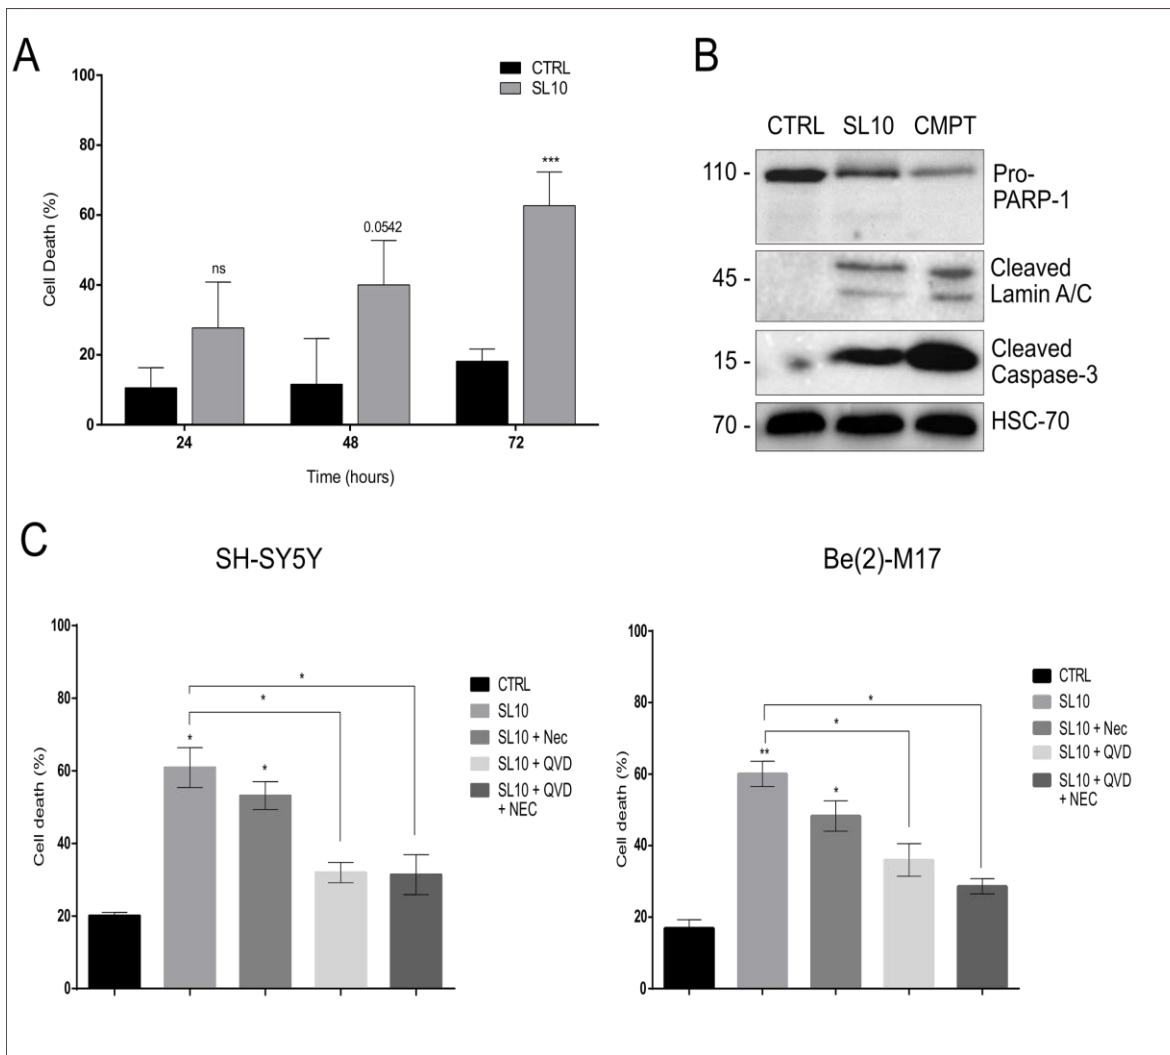 A
CTRL
SL10
100
80
60
40
20
0
Cell Death (%)
ns
0.0542
***
24
48
72
Time (hours)
B
CTRL SL10 CMPT
110 -
Pro-
PARP-1
45 -
Cleaved
Lamin A/C
15 -
Cleaved
Caspase-3
70 -
HSC-70
C
SH-SY5Y
100
80
60
40
20
0
Cell death (%)
*
*
*
*
CTRL
SL10
SL10 + Nec
SL10 + QVD
SL10 + QVD
+ NEC
Be(2)-M17
100
80
60
40
20
0
Cell death (%)
*
*
**
*
CTRL
SL10
SL10 + Nec
SL10 + QVD
SL10 + QVD
+ NEC